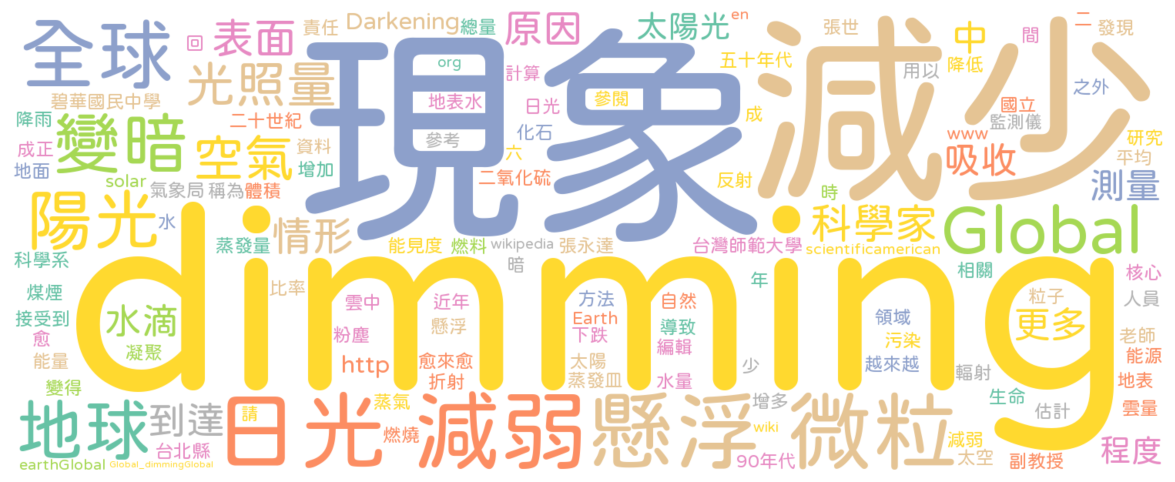 Darkening
總量
責任
原因
太陽光
en
二
張世
發現
間
中
全球
回
表面
現象
減少
org
計算
五十年代
用以
降低
之外
光照量
碧華國民中學
地表水
日光
參閱
國立
監測儀
降雨
變暗
二十世紀
參考
化石
成
www
研究
成正
空氣
資料
六
吸收
平均
地面
增加
二氧化硫
反射
測量
solar
氣象局
稱為
體積
時
陽光
水
情形
科學家
Global
蒸發量
能見度
燃料
wikipedia
張永達
台灣師範大學
scientificamerican
科學系
dimming
暗
相關
核心
煤煙
比率
年
雲中
近年
方法
自然
粒子
人員
接受到
水滴
粉塵
懸浮
Earth
導致
領域
更多
愈
下跌
污染
老師
凝聚
編輯
能量
http
愈來愈
太陽
少
越來越
能源
變得
折射
蒸發皿
水量
輻射
地表
地球
到達
請
日光
減弱
蒸氣
懸浮
微粒
增多
生命
估計
雲量
燃燒
wiki
減弱
程度
台北縣
太空
earthGlobal
Global_dimmingGlobal
90年代
副教授